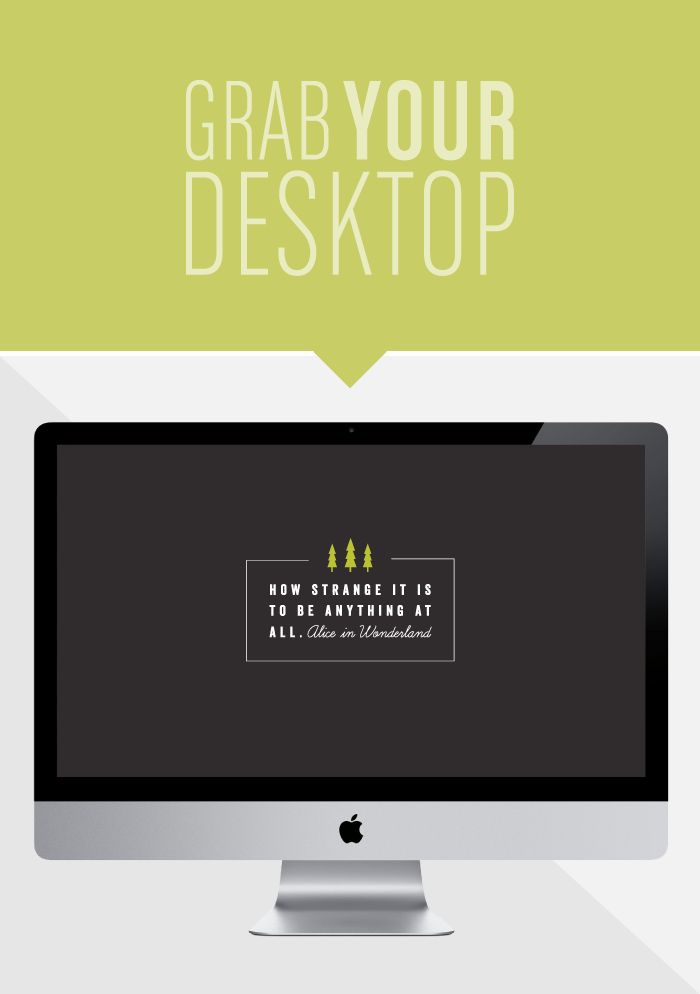 GRAB YOUR
DESKTOP
HOW STRANGE IT IS
TO BE ANYTHING AT
ALL. Alice in Wonderland